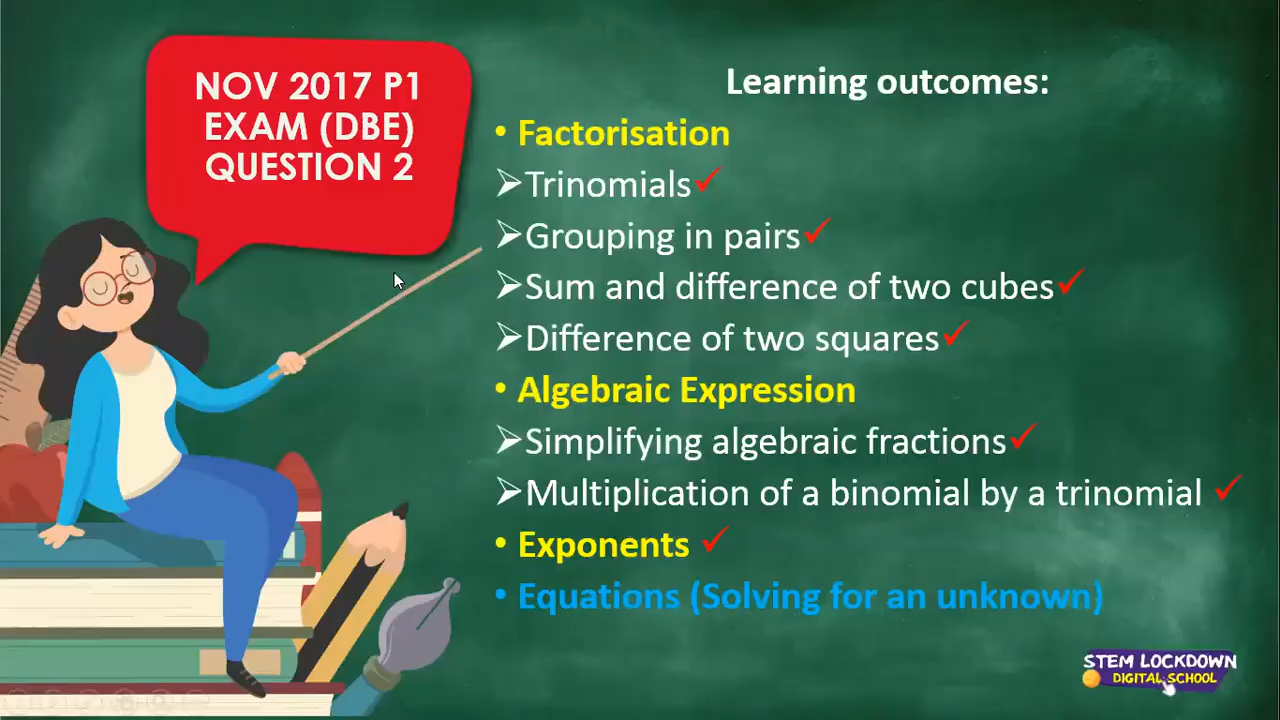 NOV 2017 P1
EXAM (DBE)
QUESTION 2
Learning outcomes:
• Factorisation
➢Trinomials✓
➢Grouping in pairs✓
➢Sum and difference of two cubes✓
➢Difference of two squares✓
• Algebraic Expression
➢Simplifying algebraic fractions✓
➢Multiplication of a binomial by a trinomial ✓
• Exponents ✓
• Equations (Solving for an unknown)
STEM LOCKDOWN
DIGITAL SCHOOL